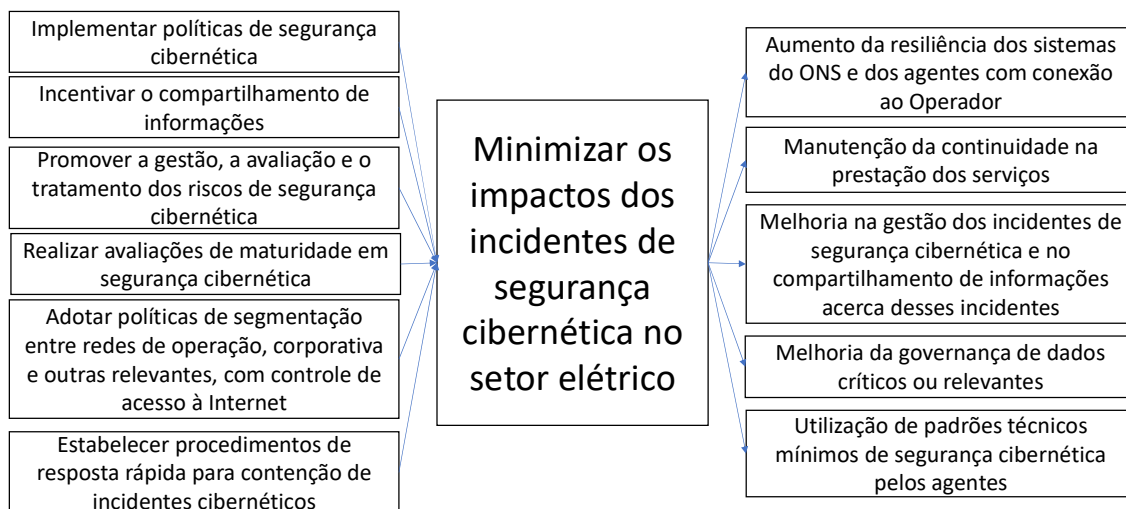 Implementar políticas de segurança
cibernética
Incentivar o compartilhamento de
informações
Promover a gestão, a avaliação e o
tratamento dos riscos de segurança
cibernética
Realizar avaliações de maturidade em
segurança cibernética
Adotar políticas de segmentação
entre redes de operação, corporativa
e outras relevantes, com controle de
acesso à Internet
Estabelecer procedimentos de
resposta rápida para contenção de
incidentes cibernéticos
Minimizar os
impactos dos
incidentes de
segurança
cibernética no
setor elétrico
Aumento da resiliência dos sistemas
do ONS e dos agentes com conexão
ao Operador
Manutenção da continuidade na
prestação dos serviços
Melhoria na gestão dos incidentes de
segurança cibernética e no
compartilhamento de informações
acerca desses incidentes
Melhoria da governança de dados
críticos ou relevantes
Utilização de padrões técnicos
mínimos de segurança cibernética
pelos agentes